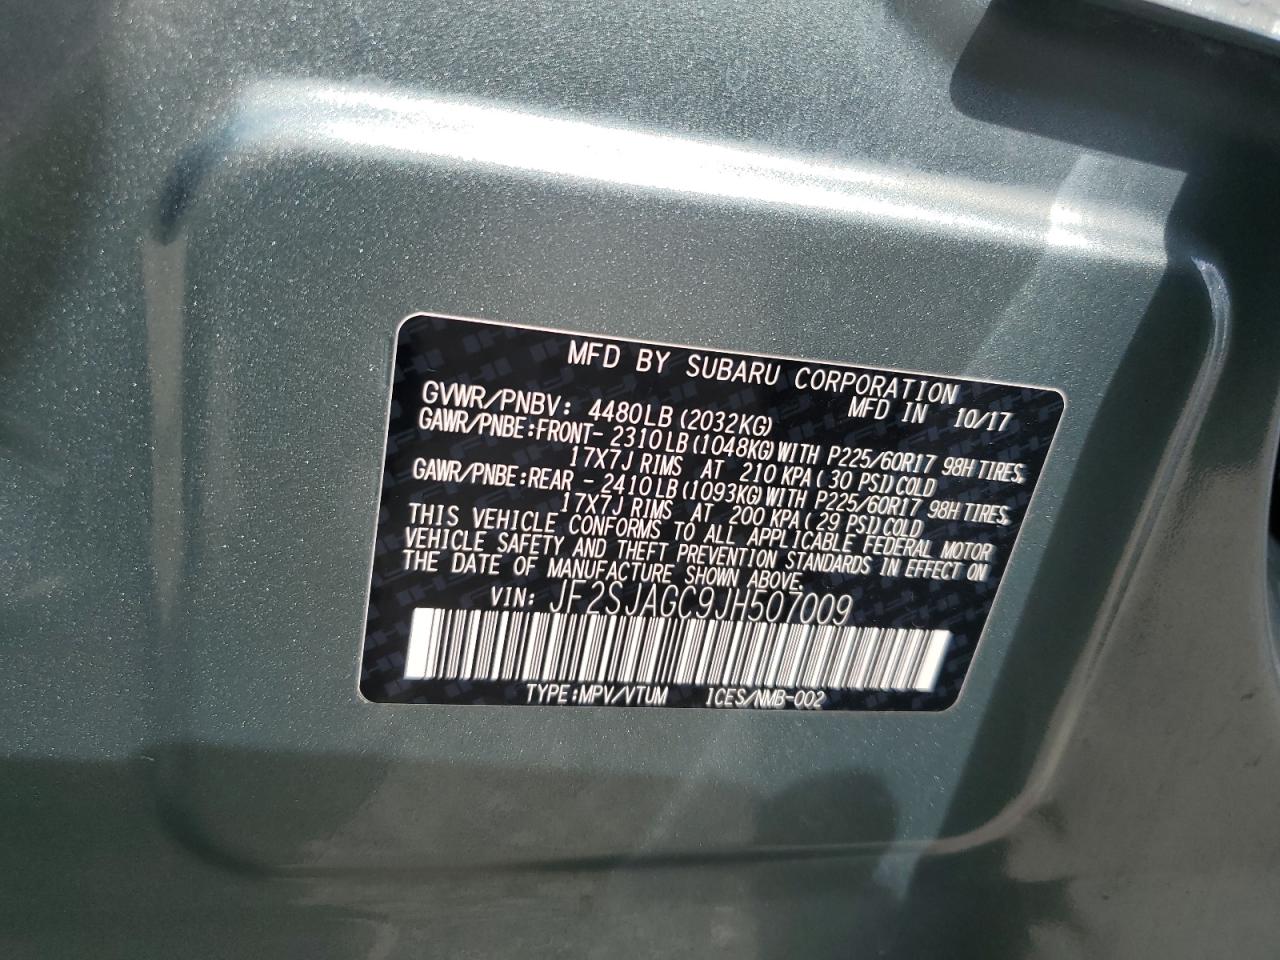 MFD BY SUBARU CORPORATION
MFD IN 10/17
GVWR/PNBV: 4480LB(2032KG)
GAWR/PNBE:FRONT- 2310LB(1048KG)WITH P225/60R17 98H TIRES,
17X7J RIMS AT 210 KPA(30 PSI)COLD
GAWR/PNBE:REAR - 2410LB(1093KG)WITH P225/60R17 98H TIRES,
17X7J RIMS AT 200 KPA(29 PSI)COLD
THIS VEHICLE CONFORMS TO ALL APPLICABLE FEDERAL MOTOR
VEHICLE SAFETY AND THEFT PREVENTION STANDARDS IN EFFECT ON
THE DATE OF MANUFACTURE SHOWN ABOVE.
VIN: JF2SJAGC9JH507009
TYPE:MPV/VTUM ICES/NMB-002